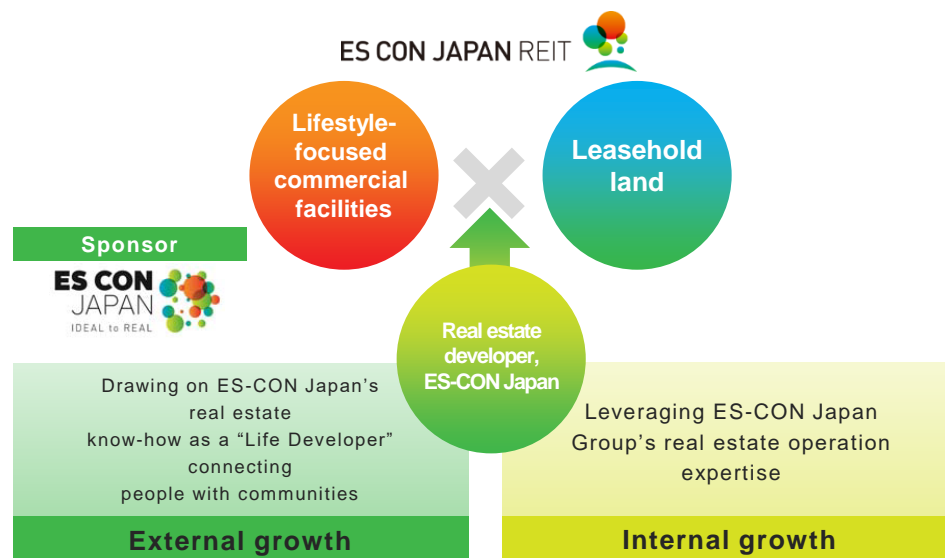 ES CON JAPAN REIT
Lifestyle-
focused
commercial
facilities
Leasehold
land
Sponsor
ES CON
JAPAN
IDEAL to REAL
Real estate
developer,
ES-CON Japan
Drawing on ES-CON Japan’s
real estate
know-how as a “Life Developer”
connecting
people with communities
External growth
Leveraging ES-CON Japan
Group’s real estate operation
expertise
Internal growth